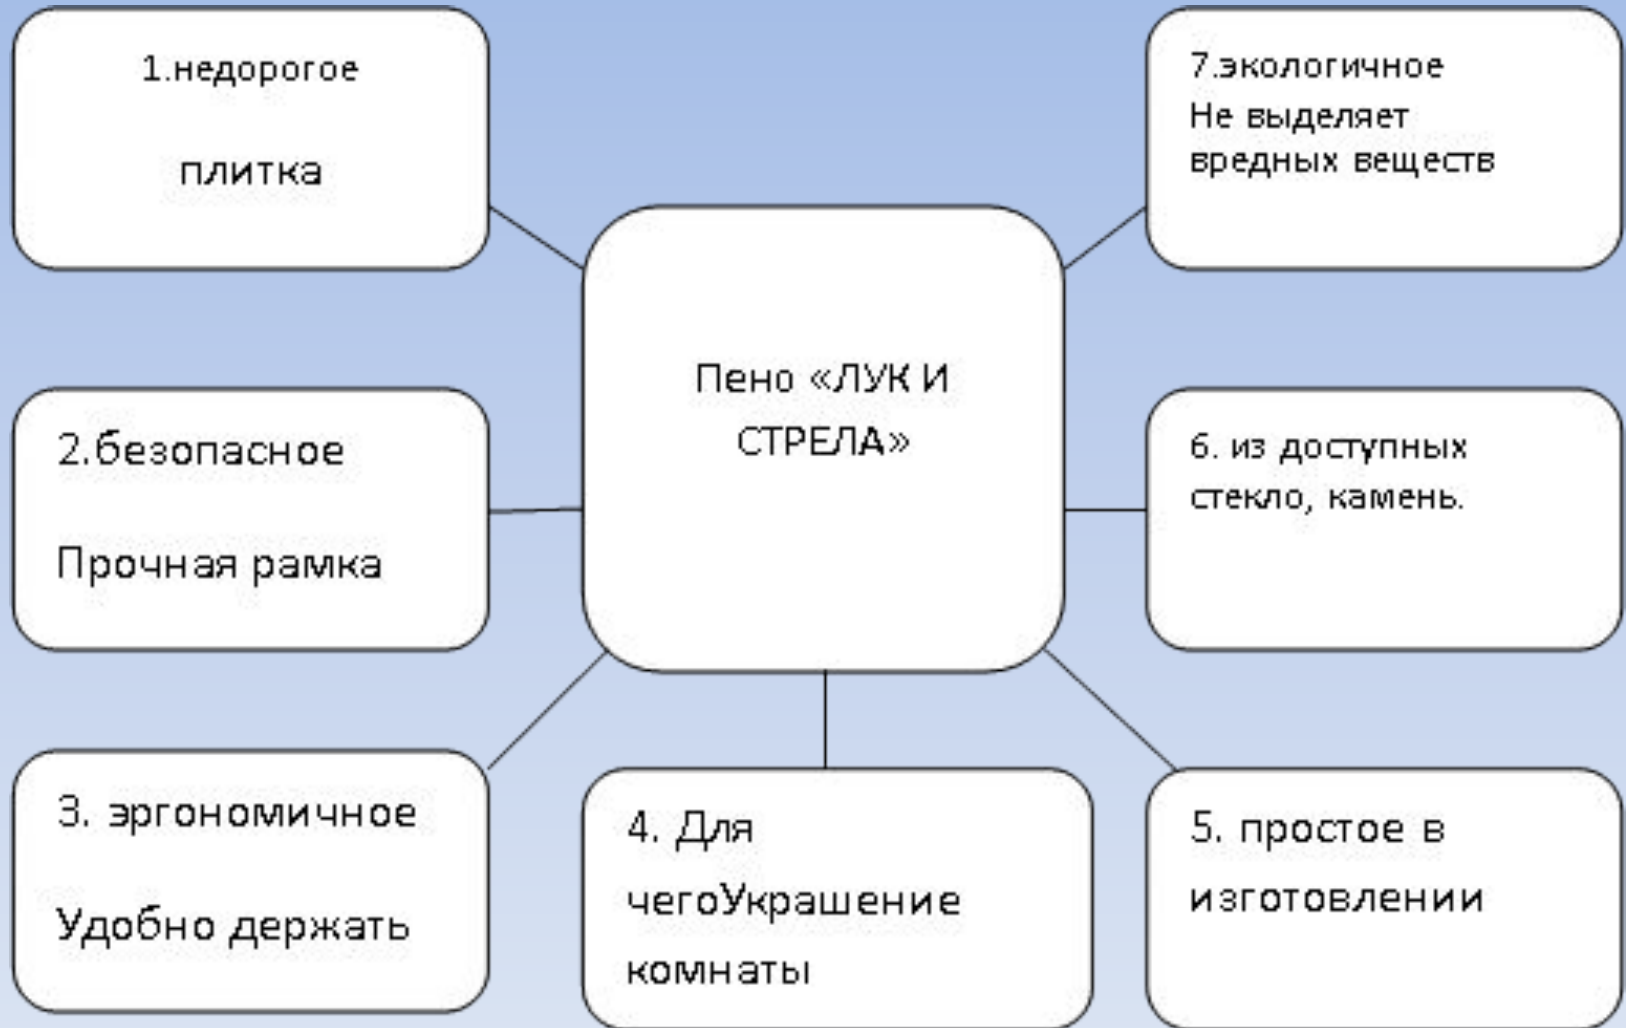 1.недорогое
плитка
2.безопасное
Прочная рамка
3. эргономичное
Удобно держать
Пено «ЛУК И
СТРЕЛА»
4. Для
чегоУкрашение
комнаты
5. простое в
изготовлении
6. из доступных
стекло, камень.
7.экологичное
Не выделяет
вредных веществ